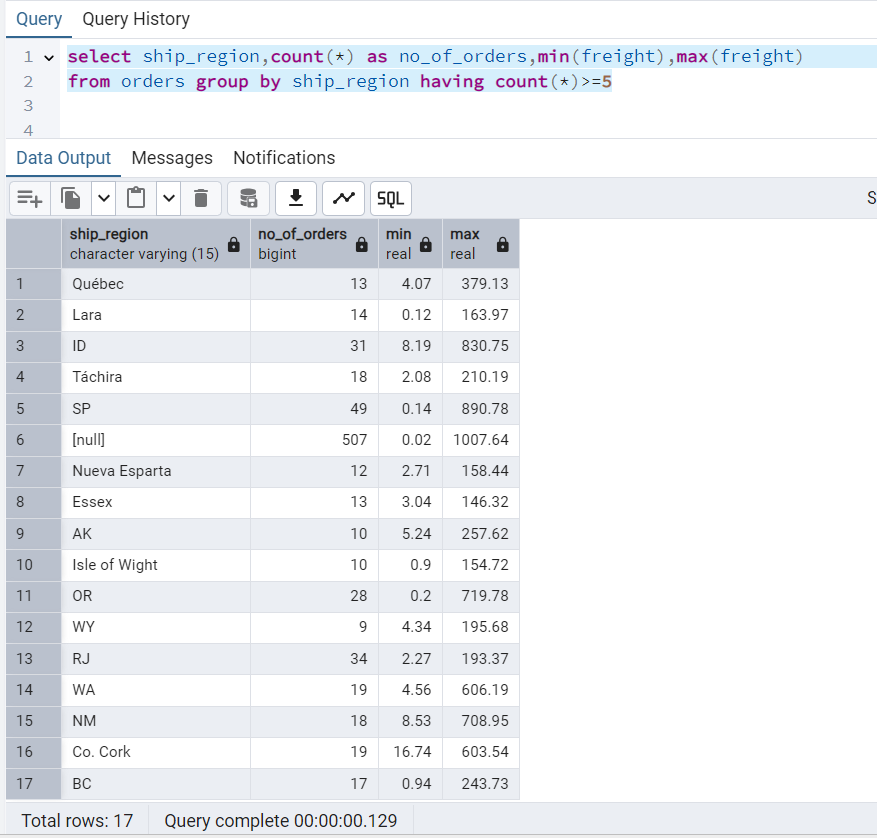 Query Query History
1 select ship_region,count(*) as no_of_orders,min(freight),max(freight)
2 from orders group by ship_region having count(*)>=5
3
4
Data Output Messages Notifications
SQL S
ship_region no_of_orders min max
character varying (15) bigint real real
1 Québec 13 4.07 379.13
2 Lara 14 0.12 163.97
3 ID 31 8.19 830.75
4 Táchira 18 2.08 210.19
5 SP 49 0.14 890.78
6 [null] 507 0.02 1007.64
7 Nueva Esparta 12 2.71 158.44
8 Essex 13 3.04 146.32
9 AK 10 5.24 257.62
10 Isle of Wight 10 0.9 154.72
11 OR 28 0.2 719.78
12 WY 9 4.34 195.68
13 RJ 34 2.27 193.37
14 WA 19 4.56 606.19
15 NM 18 8.53 708.95
16 Co. Cork 19 16.74 603.54
17 BC 17 0.94 243.73
Total rows: 17 Query complete 00:00:00.129